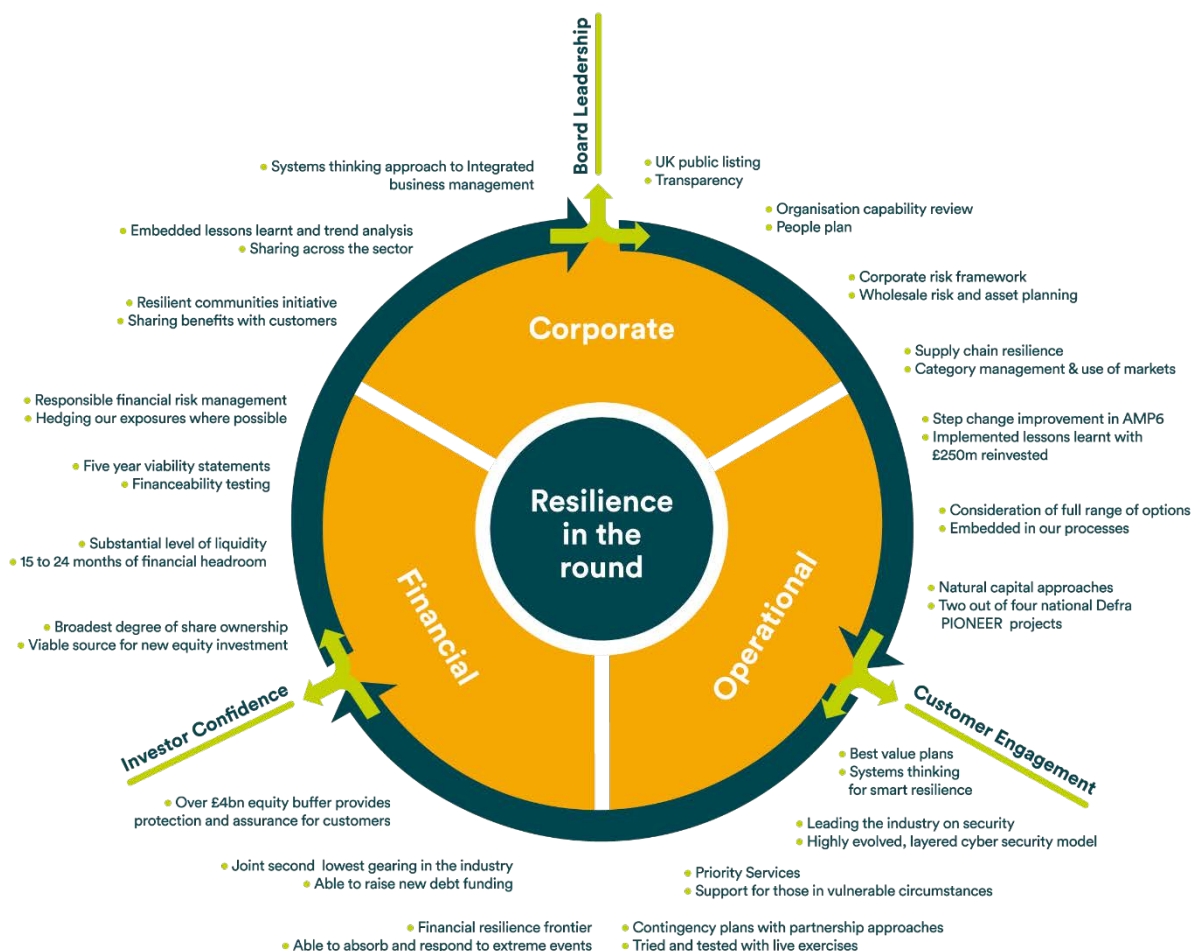 Board Leadership
• UK public listing
• Transparency
• Organisation capability review
• People plan
• Corporate risk framework
• Wholesale risk and asset planning
• Supply chain resilience
• Category management & use of markets
• Step change improvement in AMP6
• Implemented lessons learnt with
£250m reinvested
• Consideration of full range of options
• Embedded in our processes
• Natural capital approaches
• Two out of four national Defra
PIONEER projects
Customer Engagement
• Best value plans
• Systems thinking
for smart resilience
• Leading the industry on security
• Highly evolved, layered cyber security model
• Priority Services
• Support for those in vulnerable circumstances
• Contingency plans with partnership approaches
• Tried and tested with live exercises
• Financial resilience frontier
• Able to absorb and respond to extreme events
• Joint second lowest gearing in the industry
• Able to raise new debt funding
• Over £4bn equity buffer provides
protection and assurance for customers
Investor Confidence
• Broadest degree of share ownership
• Viable source for new equity investment
• Substantial level of liquidity
• 15 to 24 months of financial headroom
• Five year viability statements
• Financeability testing
• Responsible financial risk management
• Hedging our exposures where possible
• Resilient communities initiative
• Sharing benefits with customers
• Embedded lessons learnt and trend analysis
• Sharing across the sector
• Systems thinking approach to Integrated
business management
Corporate
Operational
Financial
Resilience
in the
round